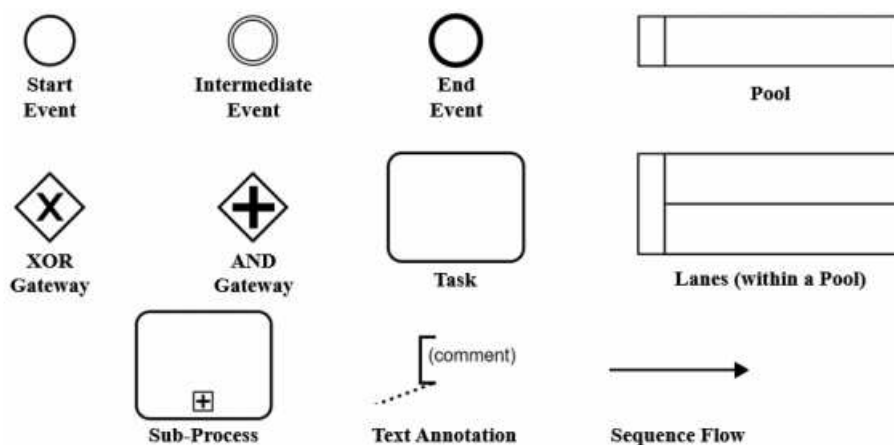 Start
Event
Intermediate
Event
End
Event
Pool
X
XOR
Gateway
AND
Gateway
Task
Lanes (within a Pool)
(comment)
Sub-Process
Text Annotation
Sequence Flow